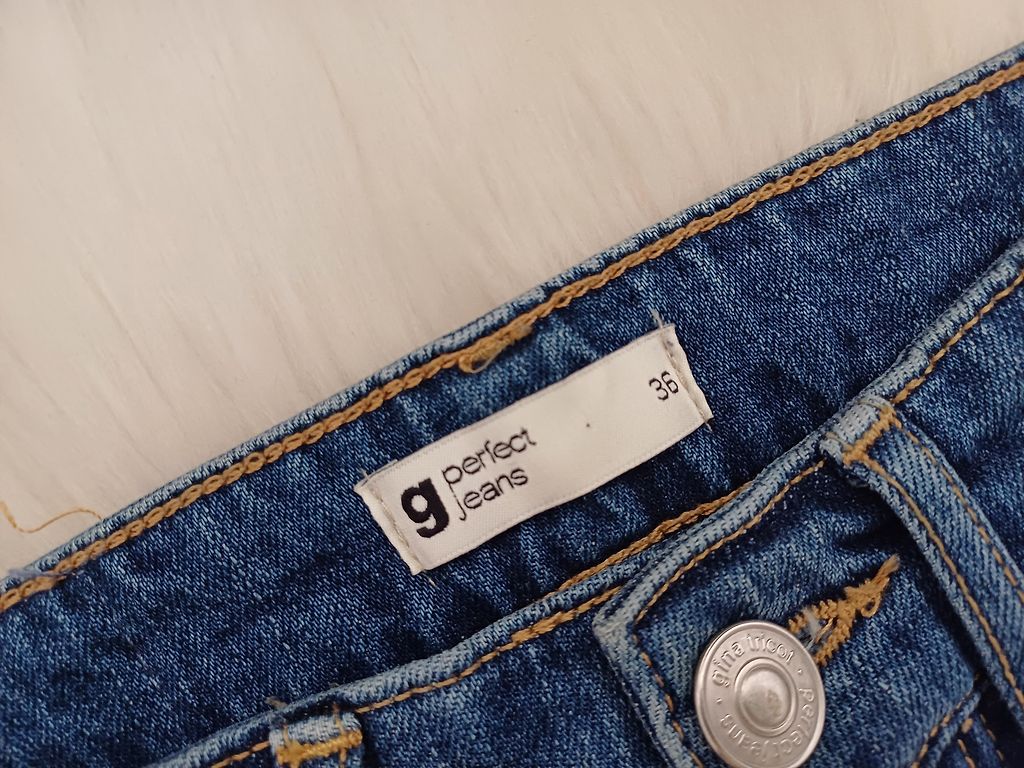 g
perfect
jeans
36
gina tricot · perfect jeans ·